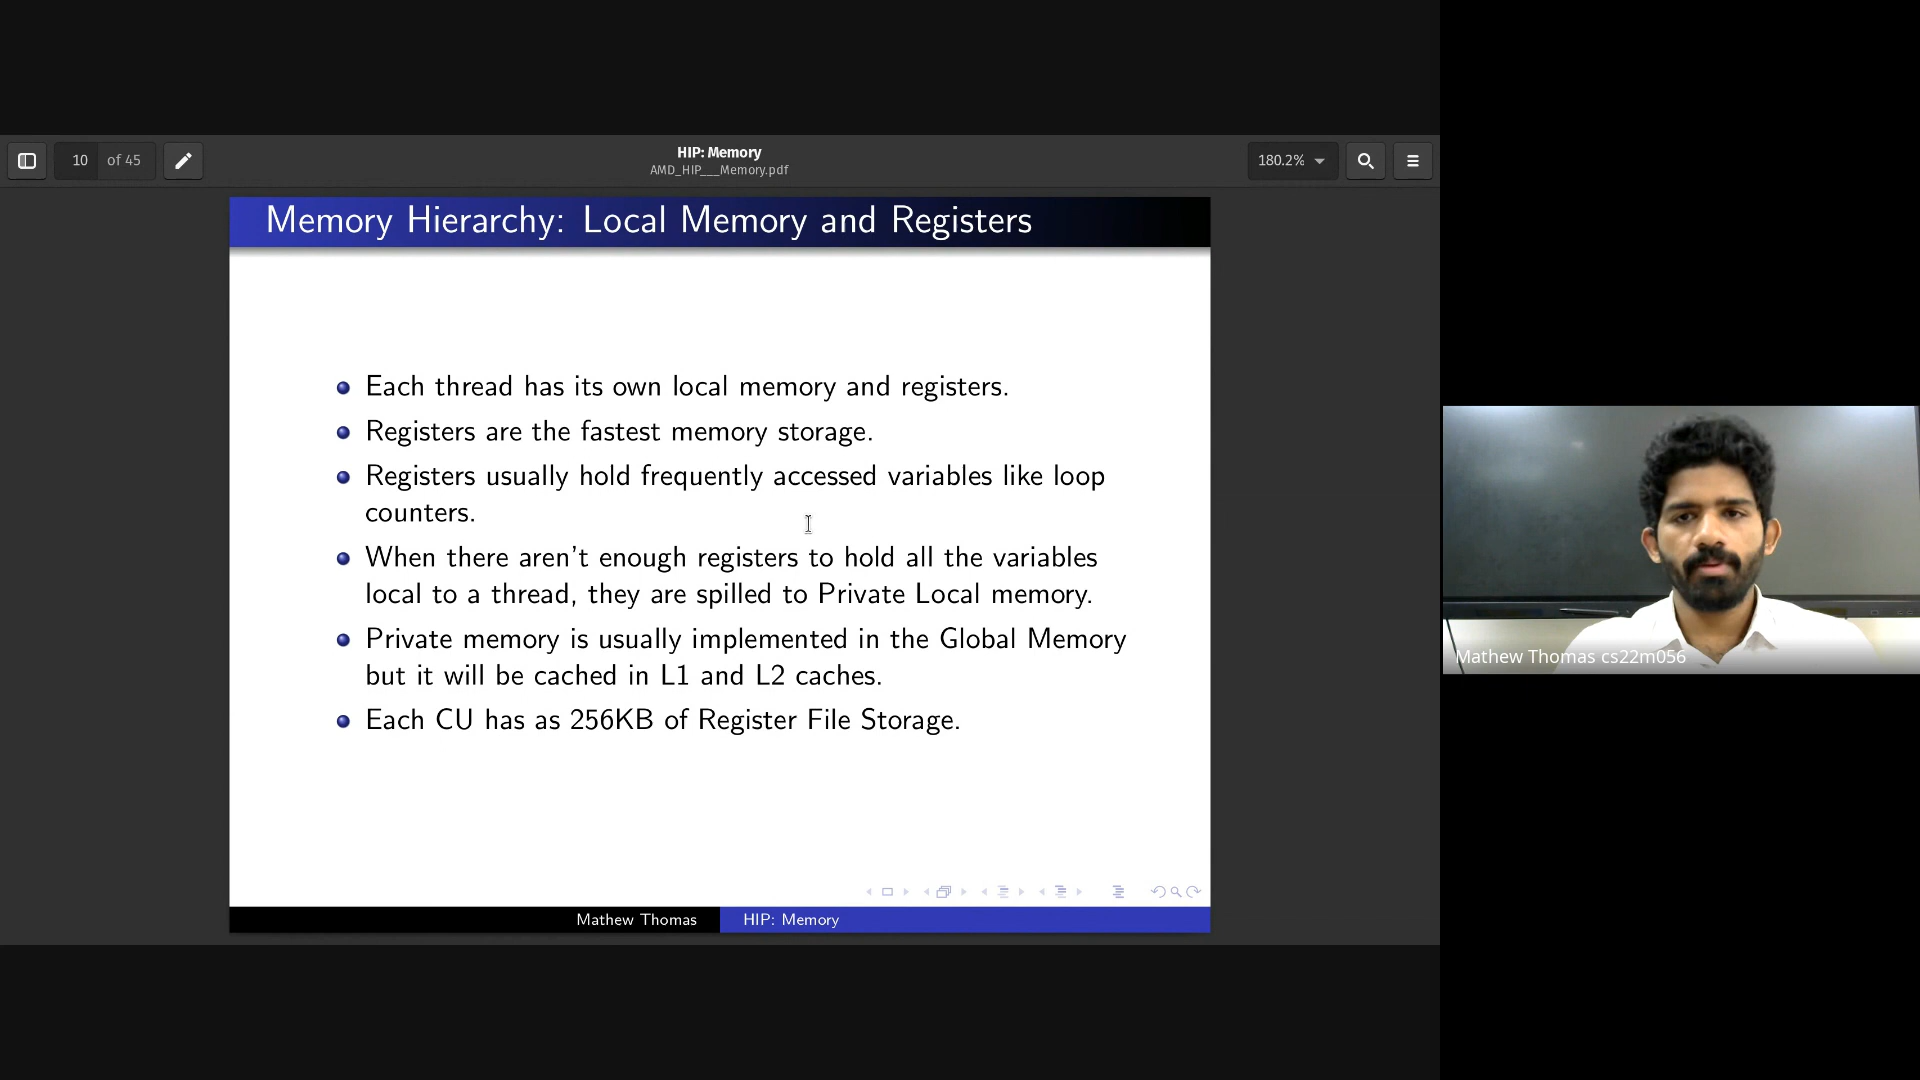 10 of 45
HIP: Memory
AMD_HIP___Memory.pdf
180.2%
Memory Hierarchy: Local Memory and Registers
Each thread has its own local memory and registers.
Registers are the fastest memory storage.
Registers usually hold frequently accessed variables like loop
counters.
When there aren't enough registers to hold all the variables
local to a thread, they are spilled to Private Local memory.
Private memory is usually implemented in the Global Memory
but it will be cached in L1 and L2 caches.
Each CU has as 256KB of Register File Storage.
Mathew Thomas HIP: Memory
Mathew Thomas cs22m056